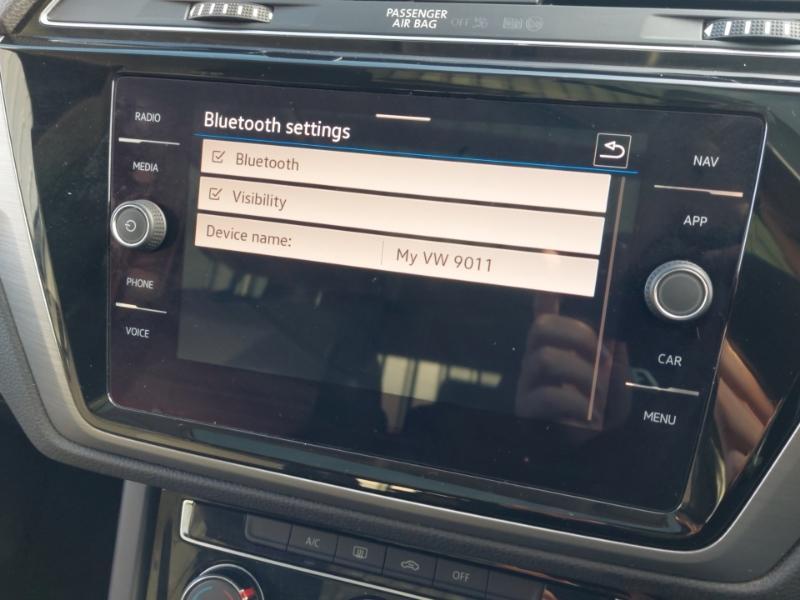 PASSENGER
AIR BAG OFF
RADIO
Bluetooth settings
MEDIA
Bluetooth
NAV
Visibility
APP
Device name: My VW 9011
PHONE
VOICE
CAR
MENU
A/C
OFF